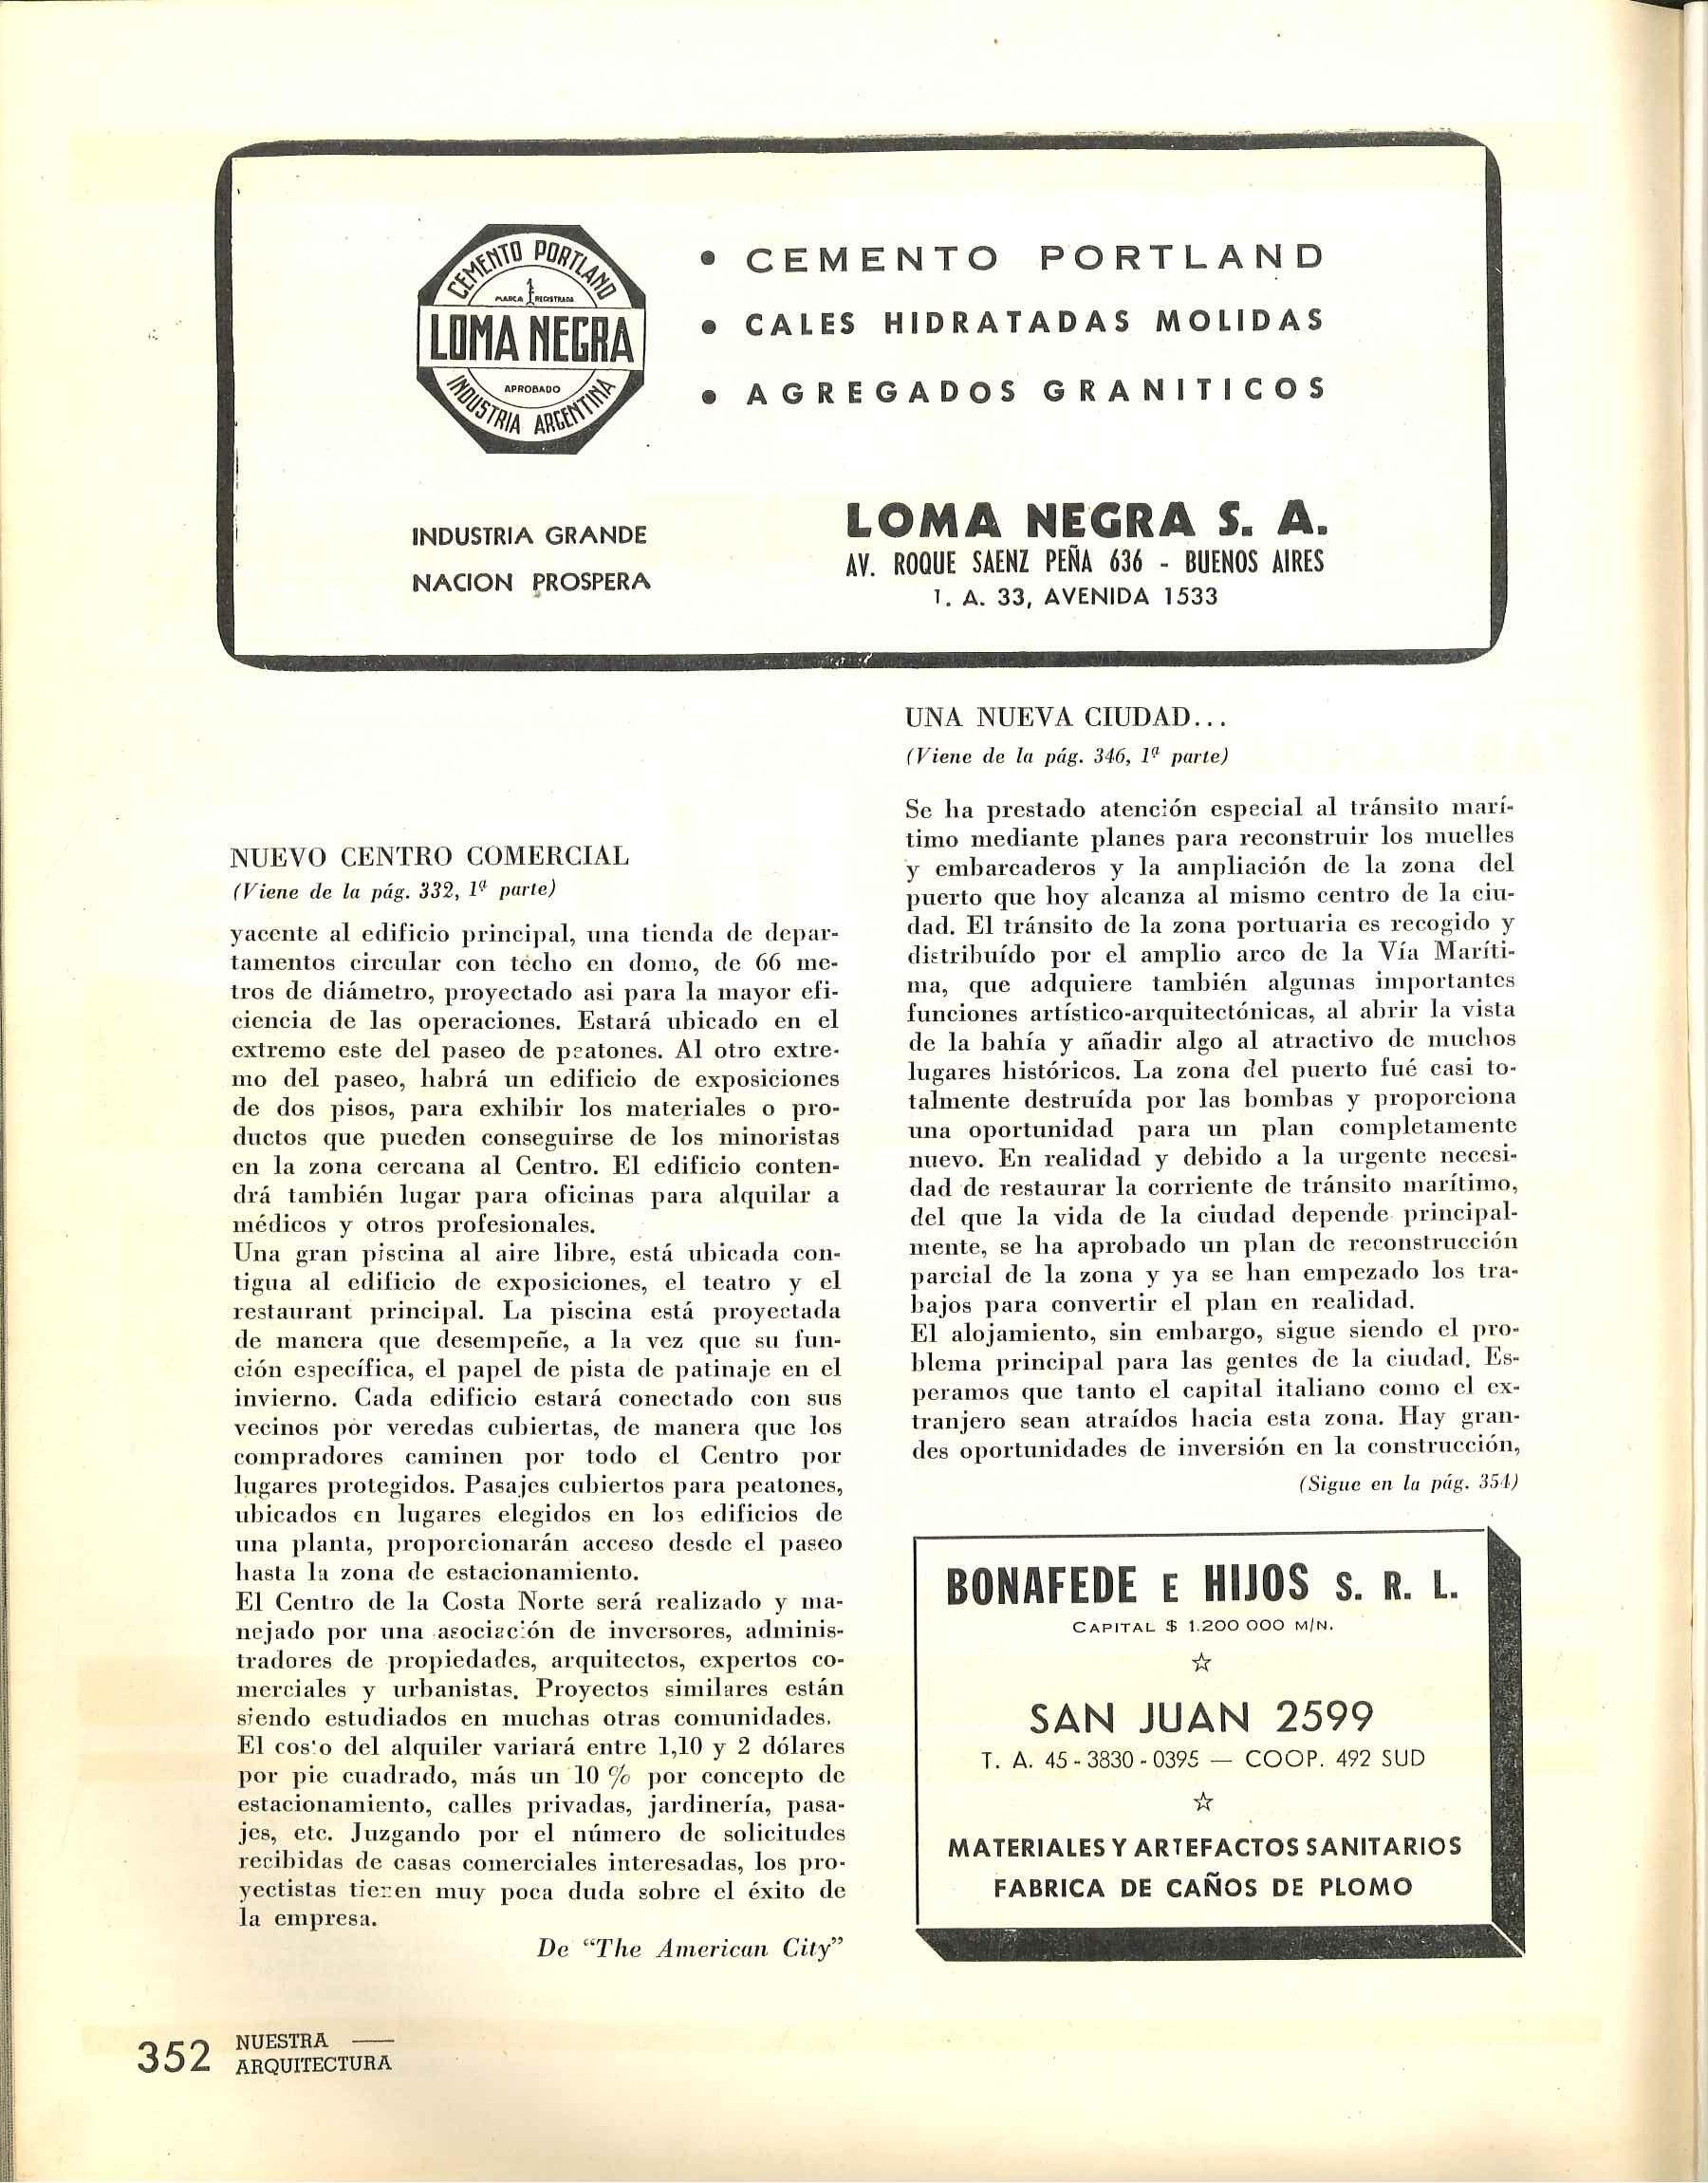 CEMENTO PORTLAND
MARCA REGISTRADA
LOMA NEGRA
APROBADO
INDUSTRIA ARGENTINA
• CEMENTO PORTLAND
• CALES HIDRATADAS MOLIDAS
• AGREGADOS GRANITICOS
INDUSTRIA GRANDE
NACION PROSPERA
LOMA NEGRA S. A.
AV. ROQUE SAENZ PEÑA 636 - BUENOS AIRES
T. A. 33, AVENIDA 1533
NUEVO CENTRO COMERCIAL
(Viene de la pág. 332, 1ª parte)
yacente al edificio principal, una tienda de depar-
tamentos circular con techo en domo, de 66 me-
tros de diámetro, proyectado asi para la mayor efi-
ciencia de las operaciones. Estará ubicado en el
extremo este del paseo de peatones. Al otro extre-
mo del paseo, habrá un edificio de exposiciones
de dos pisos, para exhibir los materiales o pro-
ductos que pueden conseguirse de los minoristas
en la zona cercana al Centro. El edificio conten-
drá también lugar para oficinas para alquilar a
médicos y otros profesionales.
Una gran piscina al aire libre, está ubicada con-
tigua al edificio de exposiciones, el teatro y el
restaurant principal. La piscina está proyectada
de manera que desempeñe, a la vez que su fun-
ción específica, el papel de pista de patinaje en el
invierno. Cada edificio estará conectado con sus
vecinos por veredas cubiertas, de manera que los
compradores caminen por todo el Centro por
lugares protegidos. Pasajes cubiertos para peatones,
ubicados en lugares elegidos en los edificios de
una planta, proporcionarán acceso desde el paseo
hasta la zona de estacionamiento.
El Centro de la Costa Norte será realizado y ma-
nejado por una asociación de inversores, adminis-
tradores de propiedades, arquitectos, expertos co-
merciales y urbanistas. Proyectos similares están
siendo estudiados en muchas otras comunidades.
El costo del alquiler variará entre 1,10 y 2 dólares
por pie cuadrado, más un 10 % por concepto de
estacionamiento, calles privadas, jardinería, pasa-
jes, etc. Juzgando por el número de solicitudes
recibidas de casas comerciales interesadas, los pro-
yectistas tienen muy poca duda sobre el éxito de
la empresa.
De “The American City”
UNA NUEVA CIUDAD...
(Viene de la pág. 346, 1ª parte)
Se ha prestado atención especial al tránsito marí-
timo mediante planes para reconstruir los muelles
y embarcaderos y la ampliación de la zona del
puerto que hoy alcanza al mismo centro de la ciu-
dad. El tránsito de la zona portuaria es recogido y
distribuído por el amplio arco de la Vía Maríti-
ma, que adquiere también algunas importantes
funciones artístico-arquitectónicas, al abrir la vista
de la bahía y añadir algo al atractivo de muchos
lugares históricos. La zona del puerto fué casi to-
talmente destruída por las bombas y proporciona
una oportunidad para un plan completamente
nuevo. En realidad y debido a la urgente necesi-
dad de restaurar la corriente de tránsito marítimo,
del que la vida de la ciudad depende principal-
mente, se ha aprobado un plan de reconstrucción
parcial de la zona y ya se han empezado los tra-
bajos para convertir el plan en realidad.
El alojamiento, sin embargo, sigue siendo el pro-
blema principal para las gentes de la ciudad. Es-
peramos que tanto el capital italiano como el ex-
tranjero sean atraídos hacia esta zona. Hay gran-
des oportunidades de inversión en la construcción,
(Sigue en la pág. 354)
BONAFEDE E HIJOS S. R. L.
CAPITAL $ 1.200 000 M/N.
☆
SAN JUAN 2599
T. A. 45 - 3830 - 0395 — COOP. 492 SUD
☆
MATERIALES Y ARTEFACTOS SANITARIOS
FABRICA DE CAÑOS DE PLOMO
352 NUESTRA —
ARQUITECTURA